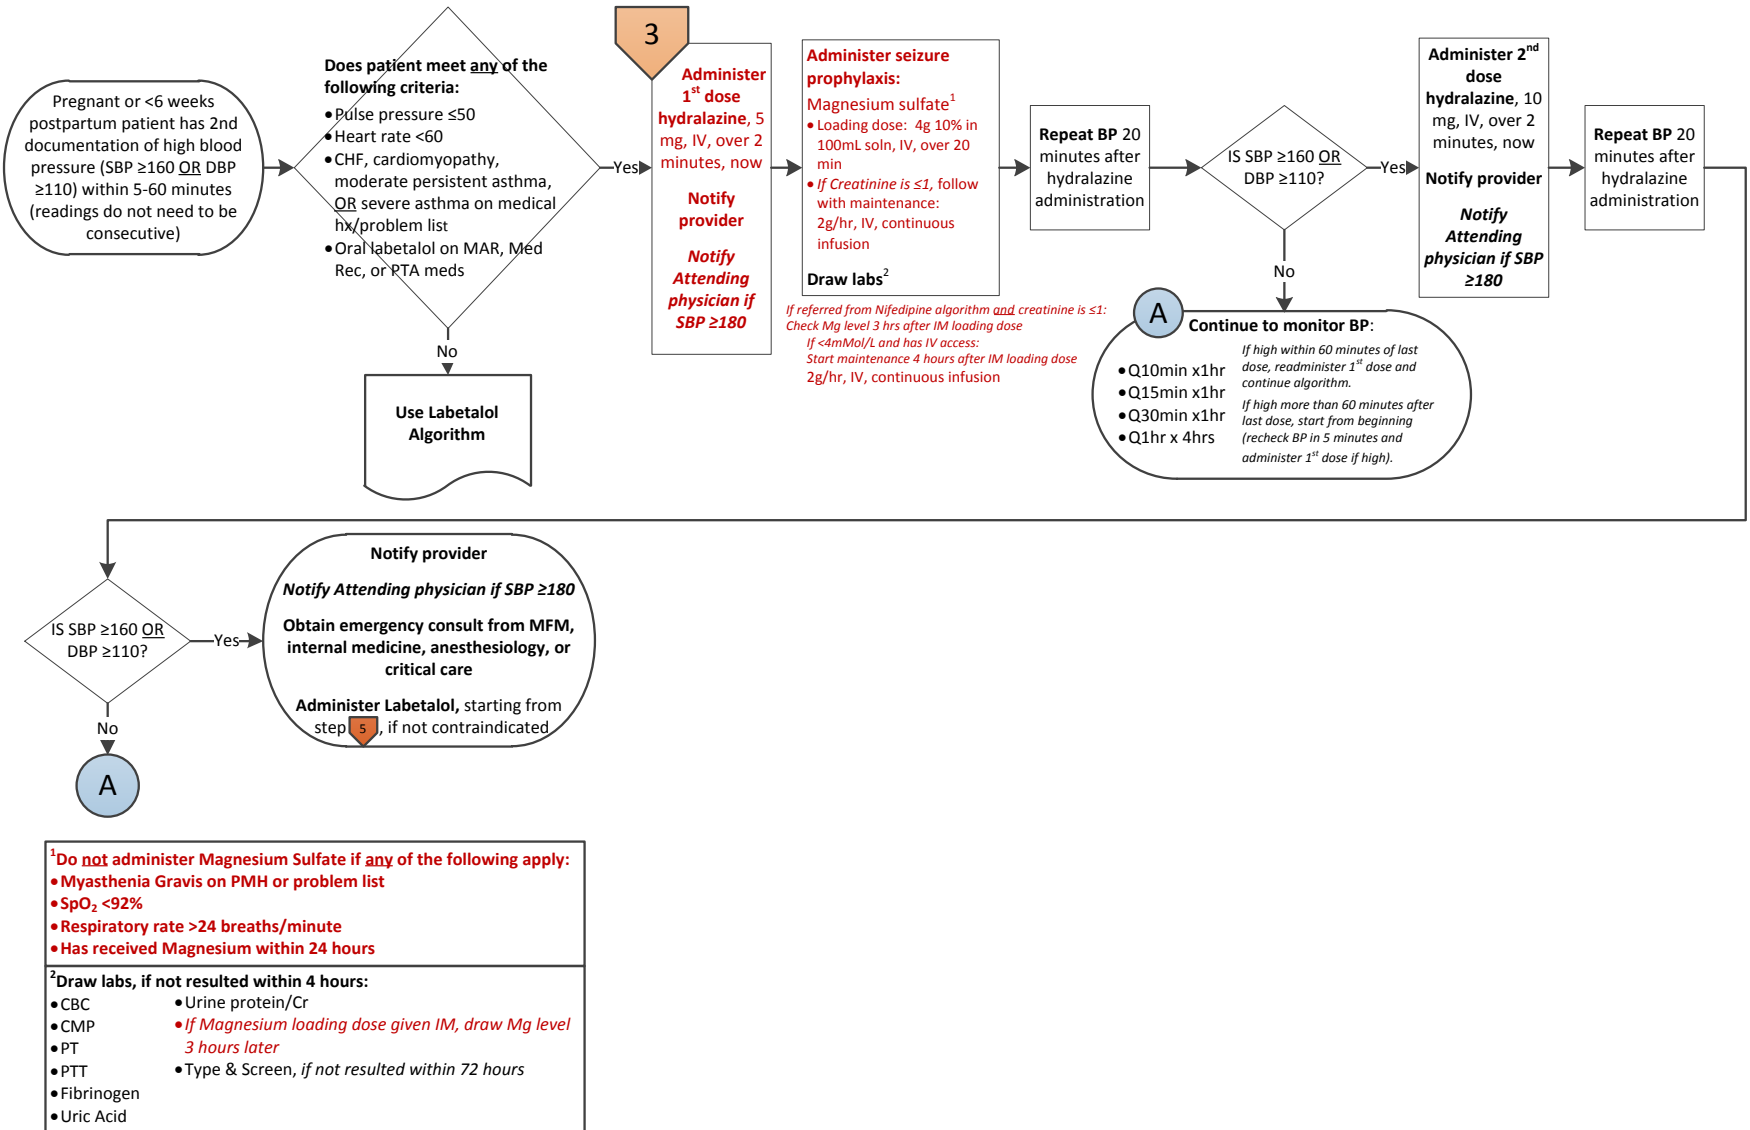 Pregnant or <6 weeks
postpartum patient has 2nd
documentation of high blood
pressure (SBP ≥160 OR DBP
≥110) within 5-60 minutes
(readings do not need to be
consecutive)
Does patient meet any of the
following criteria:
•Pulse pressure ≤50
•Heart rate <60
•CHF, cardiomyopathy,
moderate persistent asthma,
OR severe asthma on medical
hx/problem list
•Oral labetalol on MAR, Med
Rec, or PTA meds
Yes
No
Use Labetalol
Algorithm
3
Administer
1st dose
hydralazine, 5
mg, IV, over 2
minutes, now
Notify
provider
Notify
Attending
physician if
SBP ≥180
Administer seizure
prophylaxis:
Magnesium sulfate1
• Loading dose: 4g 10% in
100mL soln, IV, over 20
min
• If Creatinine is ≤1, follow
with maintenance:
2g/hr, IV, continuous
infusion
Draw labs2
If referred from Nifedipine algorithm and creatinine is ≤1:
Check Mg level 3 hrs after IM loading dose
If <4mMol/L and has IV access:
Start maintenance 4 hours after IM loading dose
2g/hr, IV, continuous infusion
Repeat BP 20
minutes after
hydralazine
administration
IS SBP ≥160 OR
DBP ≥110?
Yes
No
Administer 2nd
dose
hydralazine, 10
mg, IV, over 2
minutes, now
Notify provider
Notify
Attending
physician if SBP
≥180
Repeat BP 20
minutes after
hydralazine
administration
A
Continue to monitor BP:
•Q10min x1hr
•Q15min x1hr
•Q30min x1hr
•Q1hr x 4hrs
If high within 60 minutes of last
dose, readminister 1st dose and
continue algorithm.
If high more than 60 minutes after
last dose, start from beginning
(recheck BP in 5 minutes and
administer 1st dose if high).
IS SBP ≥160 OR
DBP ≥110?
Yes
No
A
Notify provider
Notify Attending physician if SBP ≥180
Obtain emergency consult from MFM,
internal medicine, anesthesiology, or
critical care
Administer Labetalol, starting from
step 5 , if not contraindicated
1Do not administer Magnesium Sulfate if any of the following apply:
•Myasthenia Gravis on PMH or problem list
•SpO2 <92%
•Respiratory rate >24 breaths/minute
•Has received Magnesium within 24 hours
2Draw labs, if not resulted within 4 hours:
•CBC
•CMP
•PT
•PTT
•Fibrinogen
•Uric Acid
•Urine protein/Cr
•If Magnesium loading dose given IM, draw Mg level
3 hours later
•Type & Screen, if not resulted within 72 hours